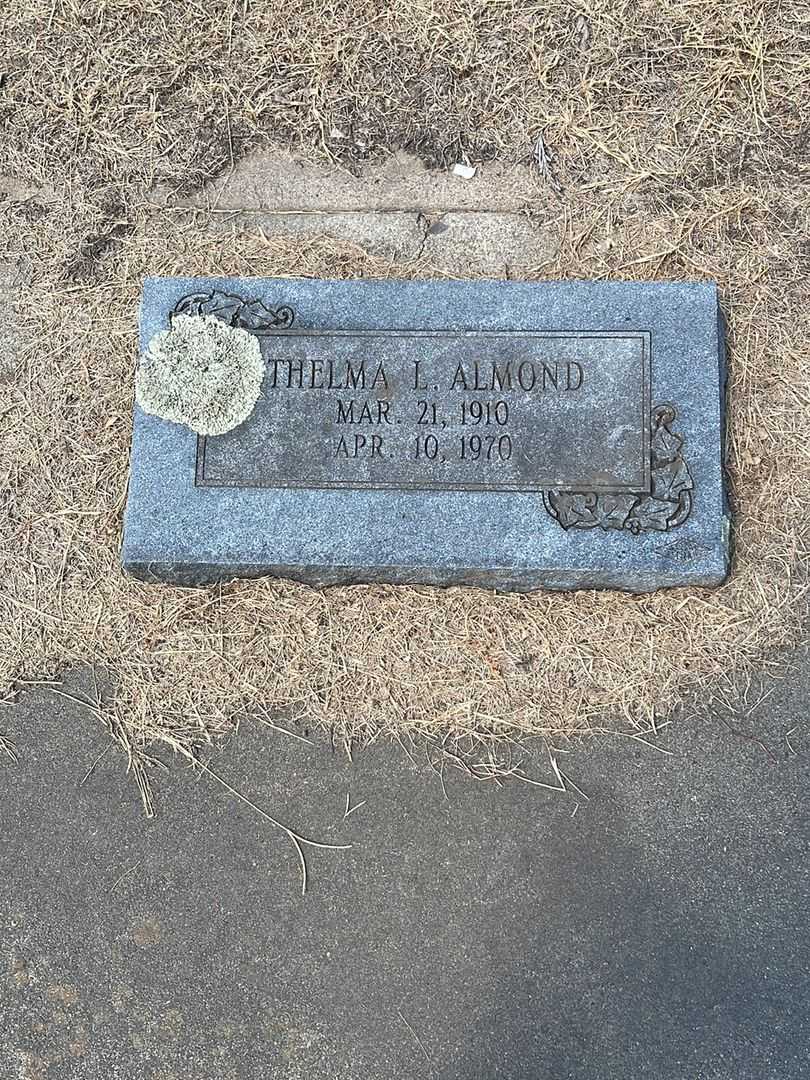 THELMA L. ALMOND
MAR. 21, 1910
APR. 10, 1970